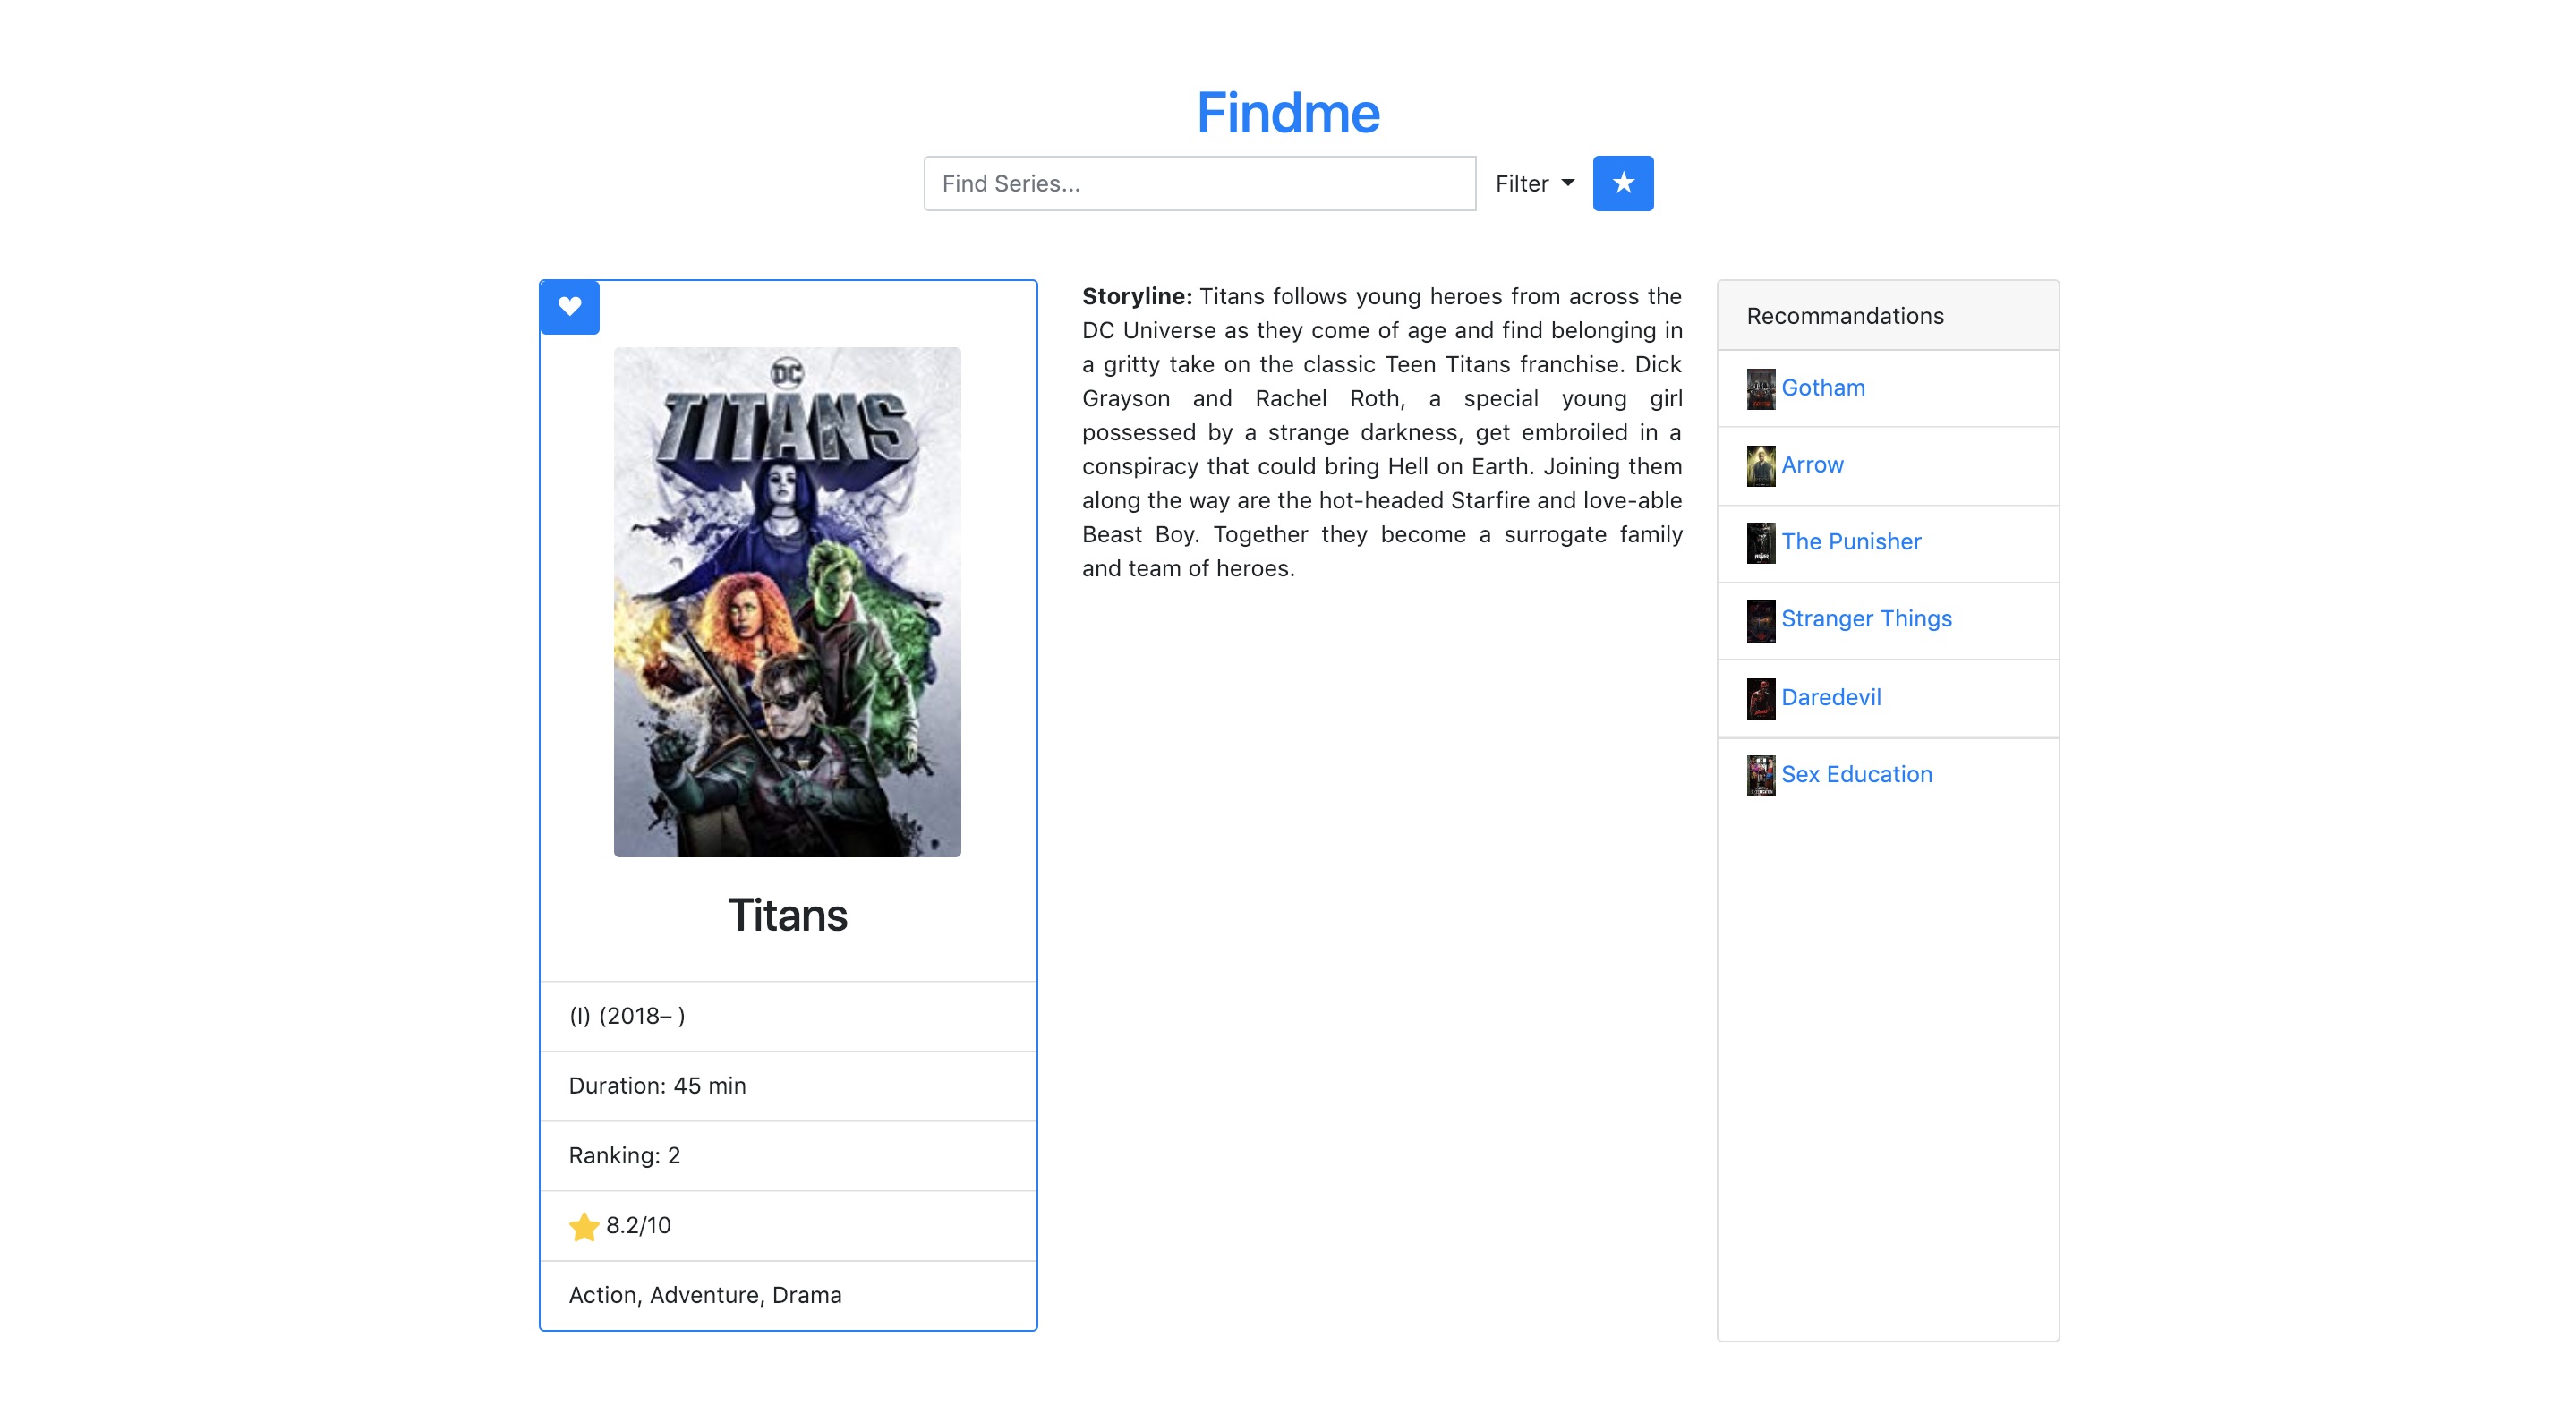 Findme
Find Series...
Filter
DC
TITANS
Titans
(I) (2018– )
Duration: 45 min
Ranking: 2
8.2/10
Action, Adventure, Drama
Storyline: Titans follows young heroes from across the
DC Universe as they come of age and find belonging in
a gritty take on the classic Teen Titans franchise. Dick
Grayson and Rachel Roth, a special young girl
possessed by a strange darkness, get embroiled in a
conspiracy that could bring Hell on Earth. Joining them
along the way are the hot-headed Starfire and love-able
Beast Boy. Together they become a surrogate family
and team of heroes.
Recommandations
Gotham
Arrow
The Punisher
Stranger Things
Daredevil
Sex Education